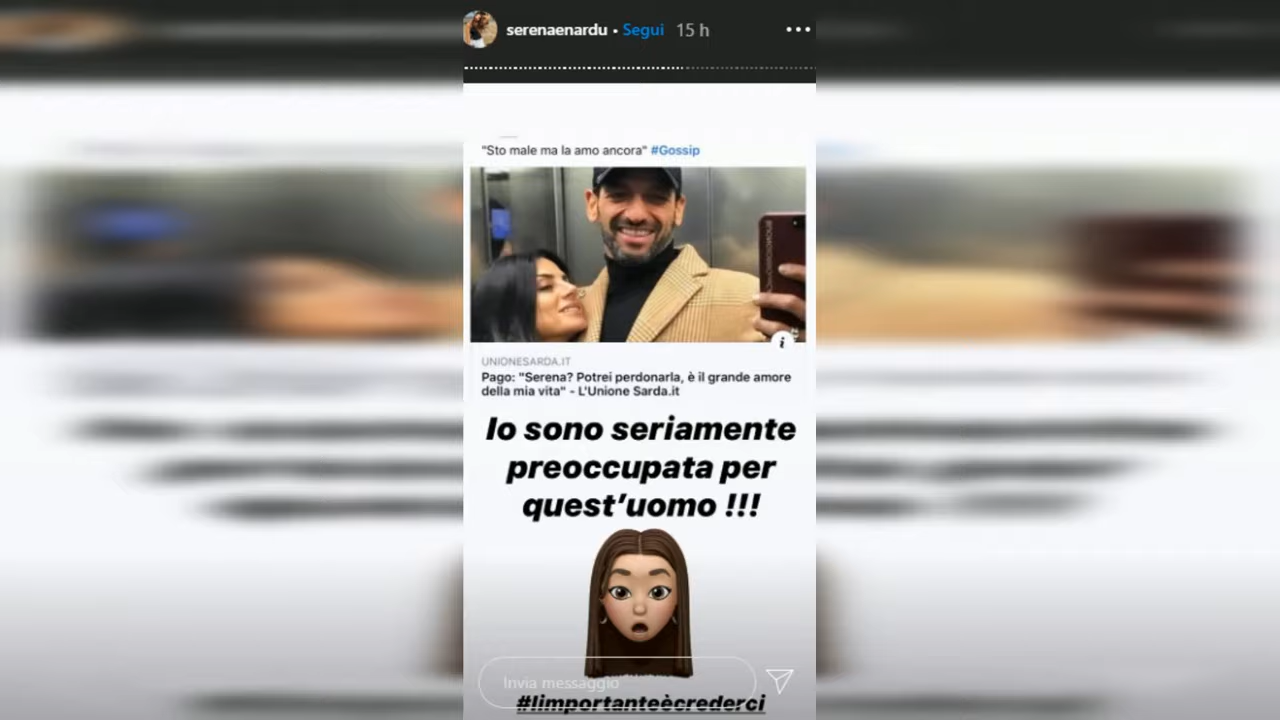 serenaenardu • Segui 15 h
"Sto male ma la amo ancora" #Gossip
UNIONESARDA.IT
Pago: "Serena? Potrei perdonarla, è il grande amore
della mia vita" - L'Unione Sarda.it
Io sono seriamente
preoccupata per
quest'uomo !!!
Invia messaggio
#limportanteècrederci